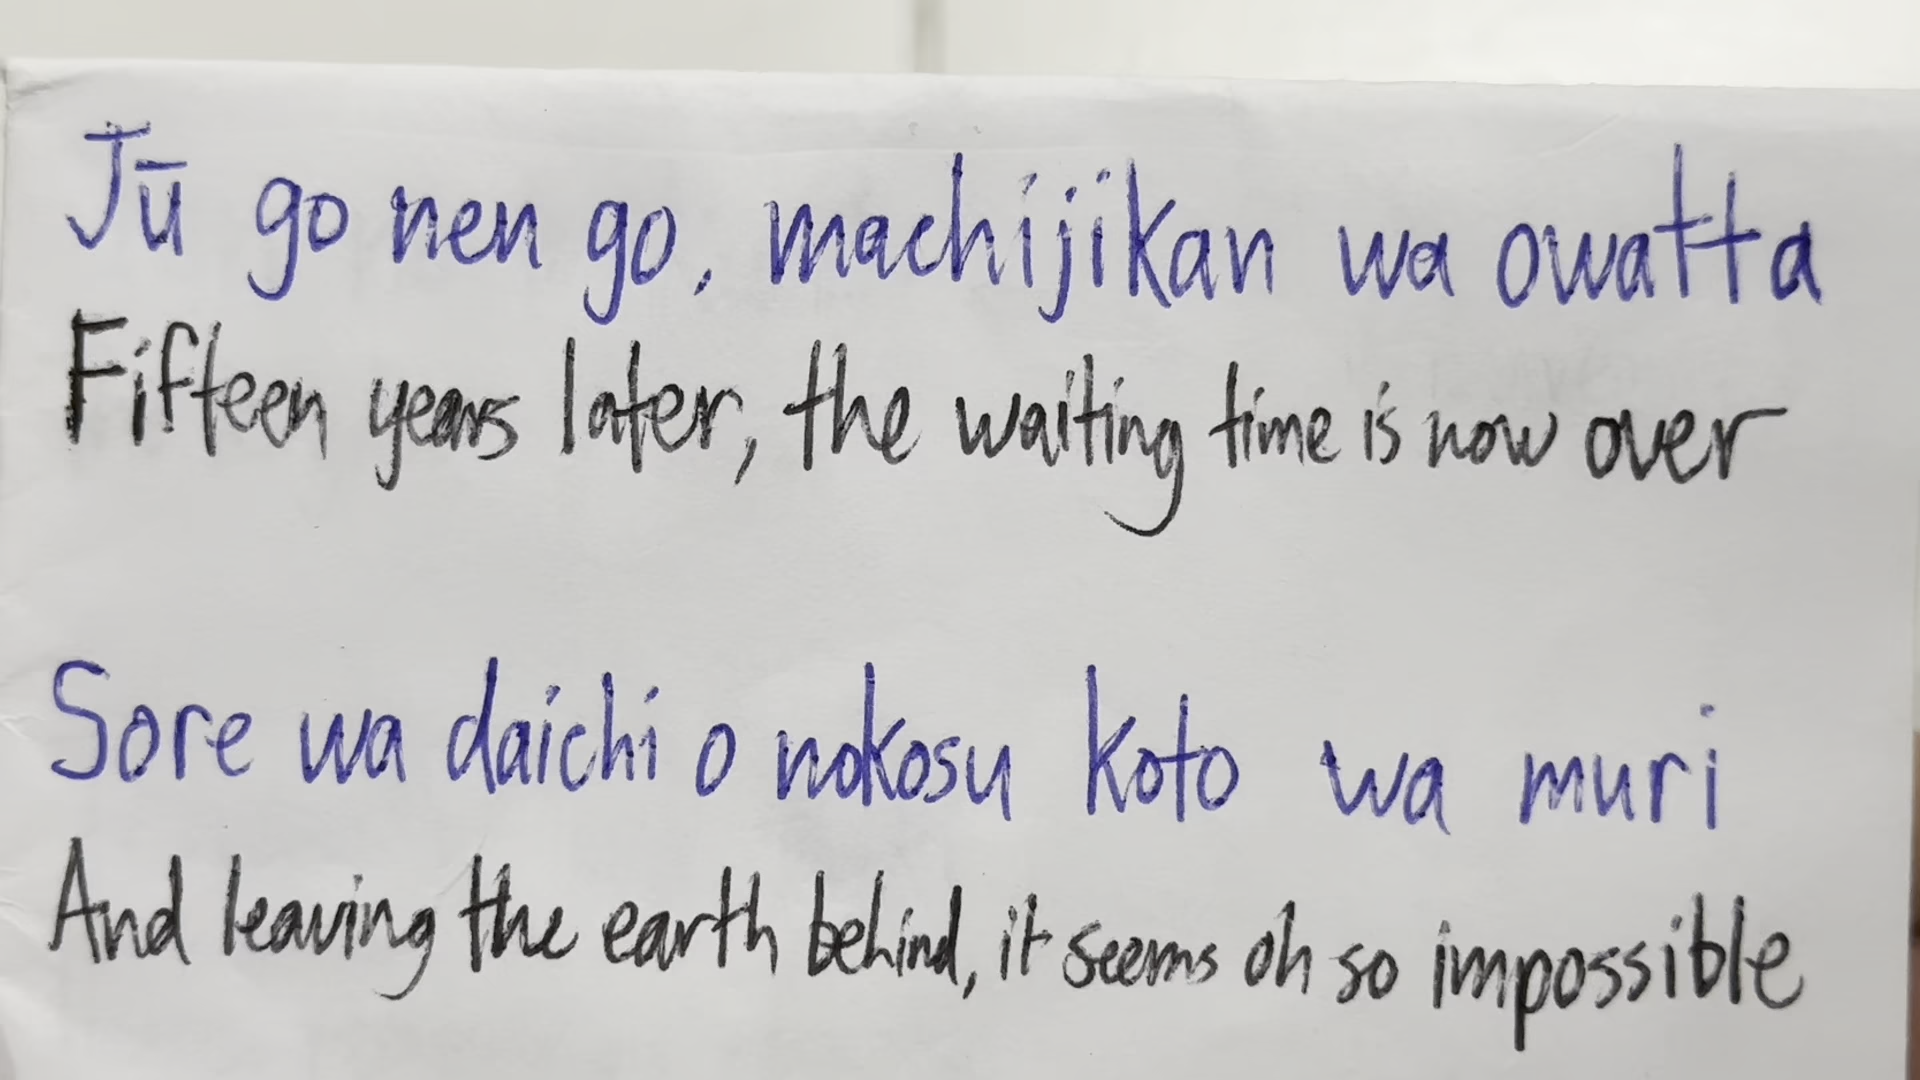 Jū go nen go, machijikan wa owatta
Fifteen years later, the waiting time is now over
Sore wa daichi o nokosu koto wa muri
And leaving the earth behind, it seems oh so impossible